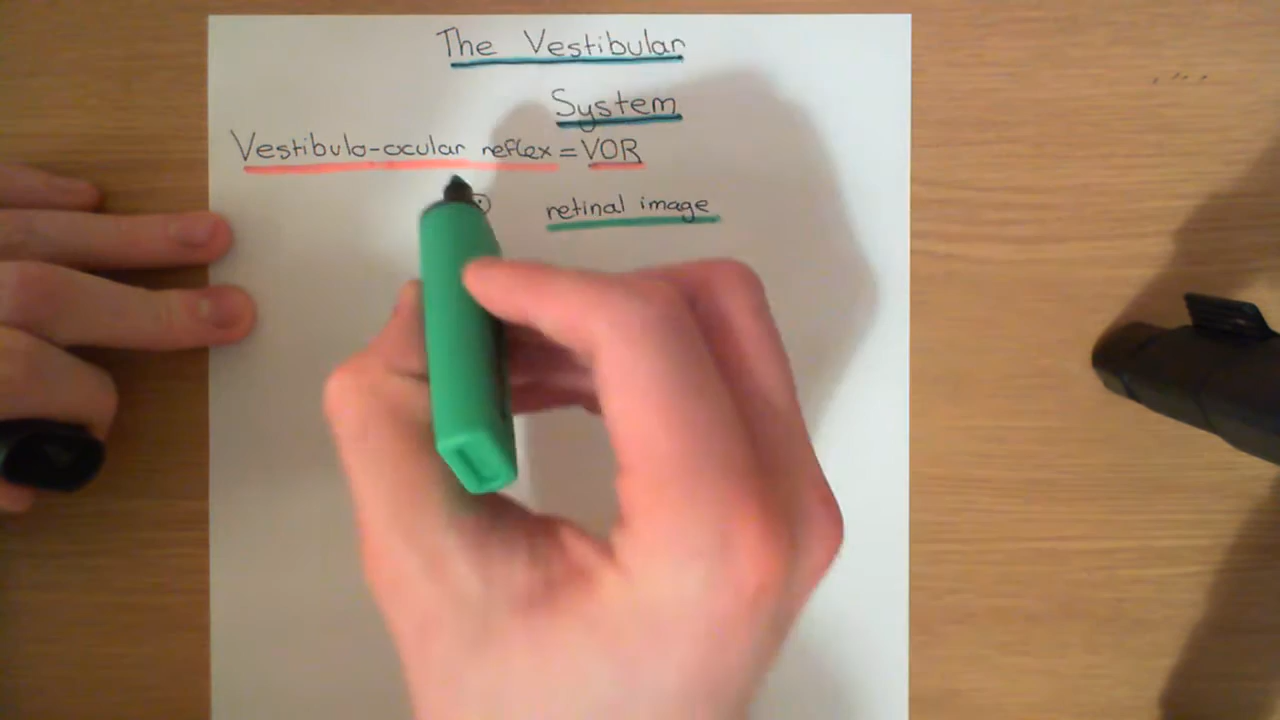 The Vestibular
System
Vestibulo-ocular reflex = VOR
retinal image